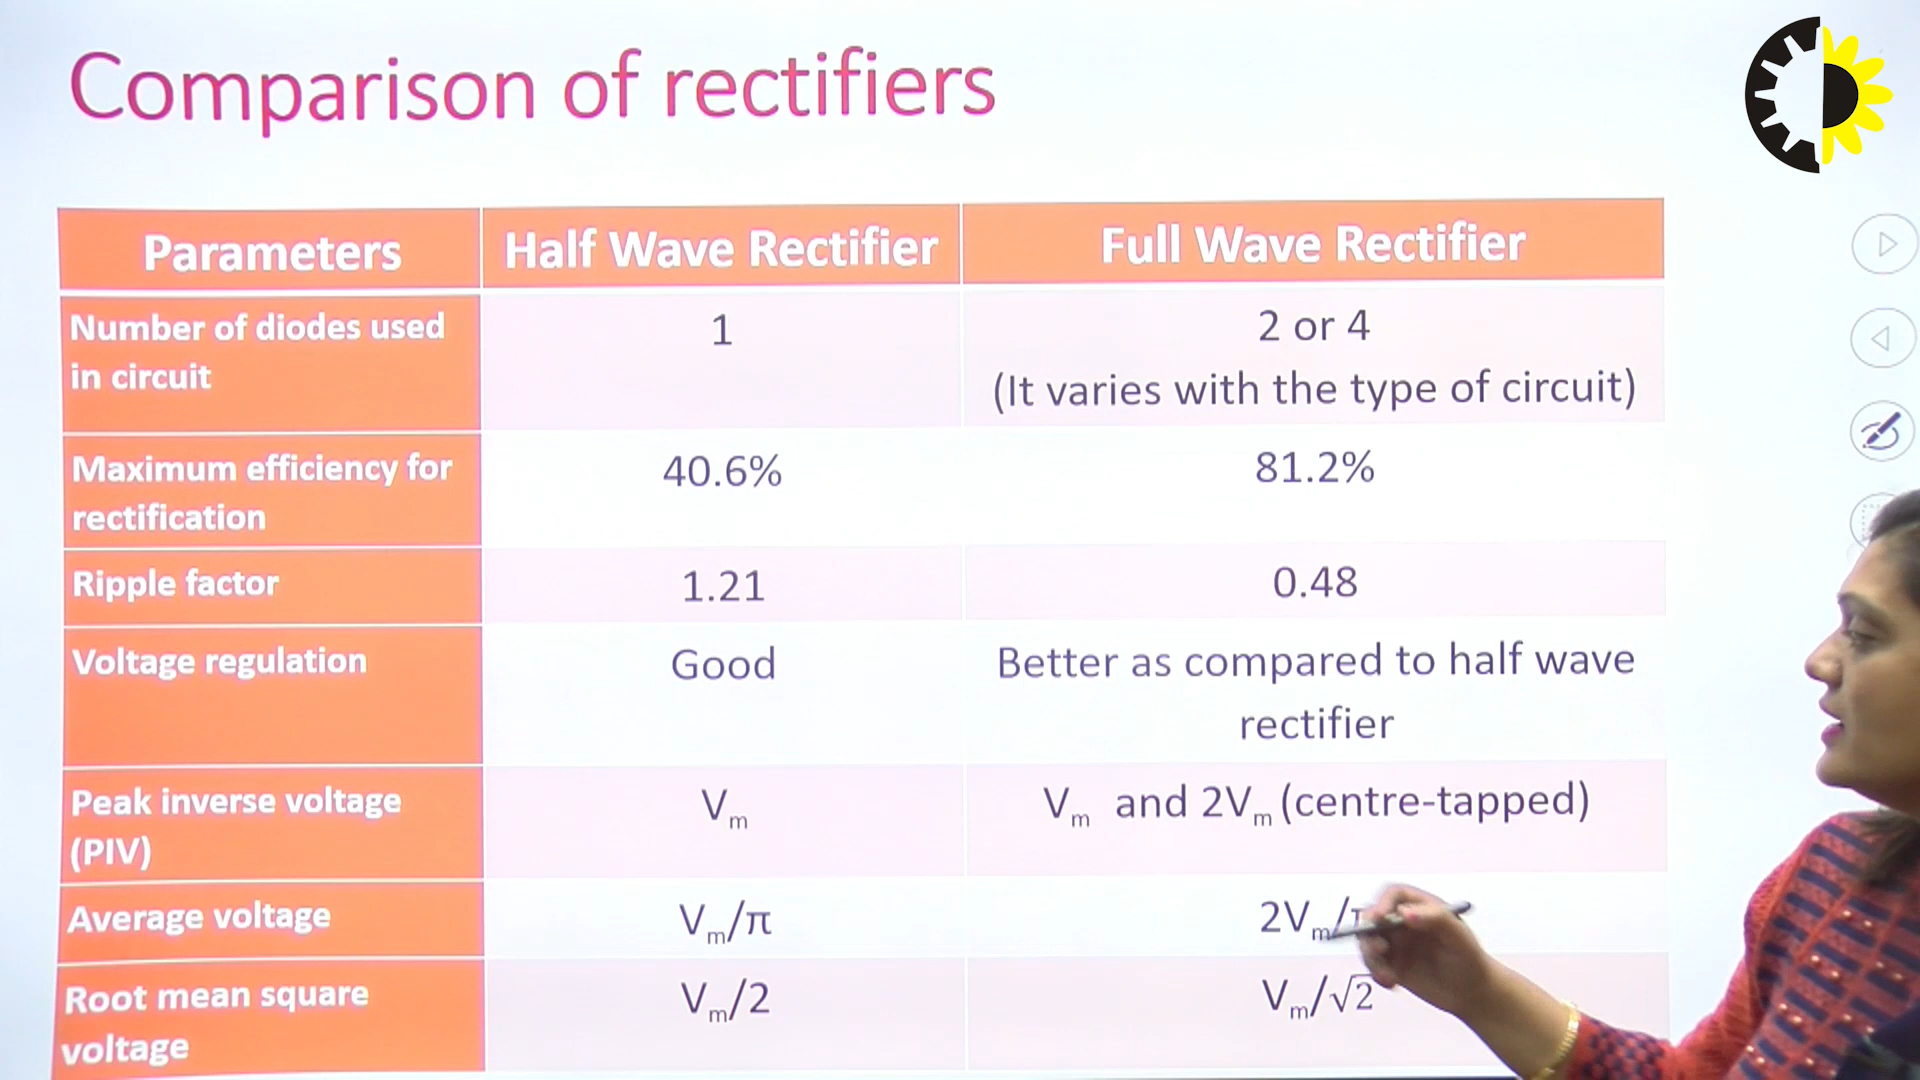 Comparison of rectifiers
Parameters
Half Wave Rectifier
Full Wave Rectifier
Number of diodes used
in circuit
1
2 or 4
(It varies with the type of circuit)
Maximum efficiency for
rectification
40.6%
81.2%
Ripple factor
1.21
0.48
Voltage regulation
Good
Better as compared to half wave
rectifier
Peak inverse voltage
(PIV)
Vm
Vm and 2Vm (centre-tapped)
Average voltage
Vm/π
2Vm/
Root mean square
voltage
Vm/2
Vm/√2